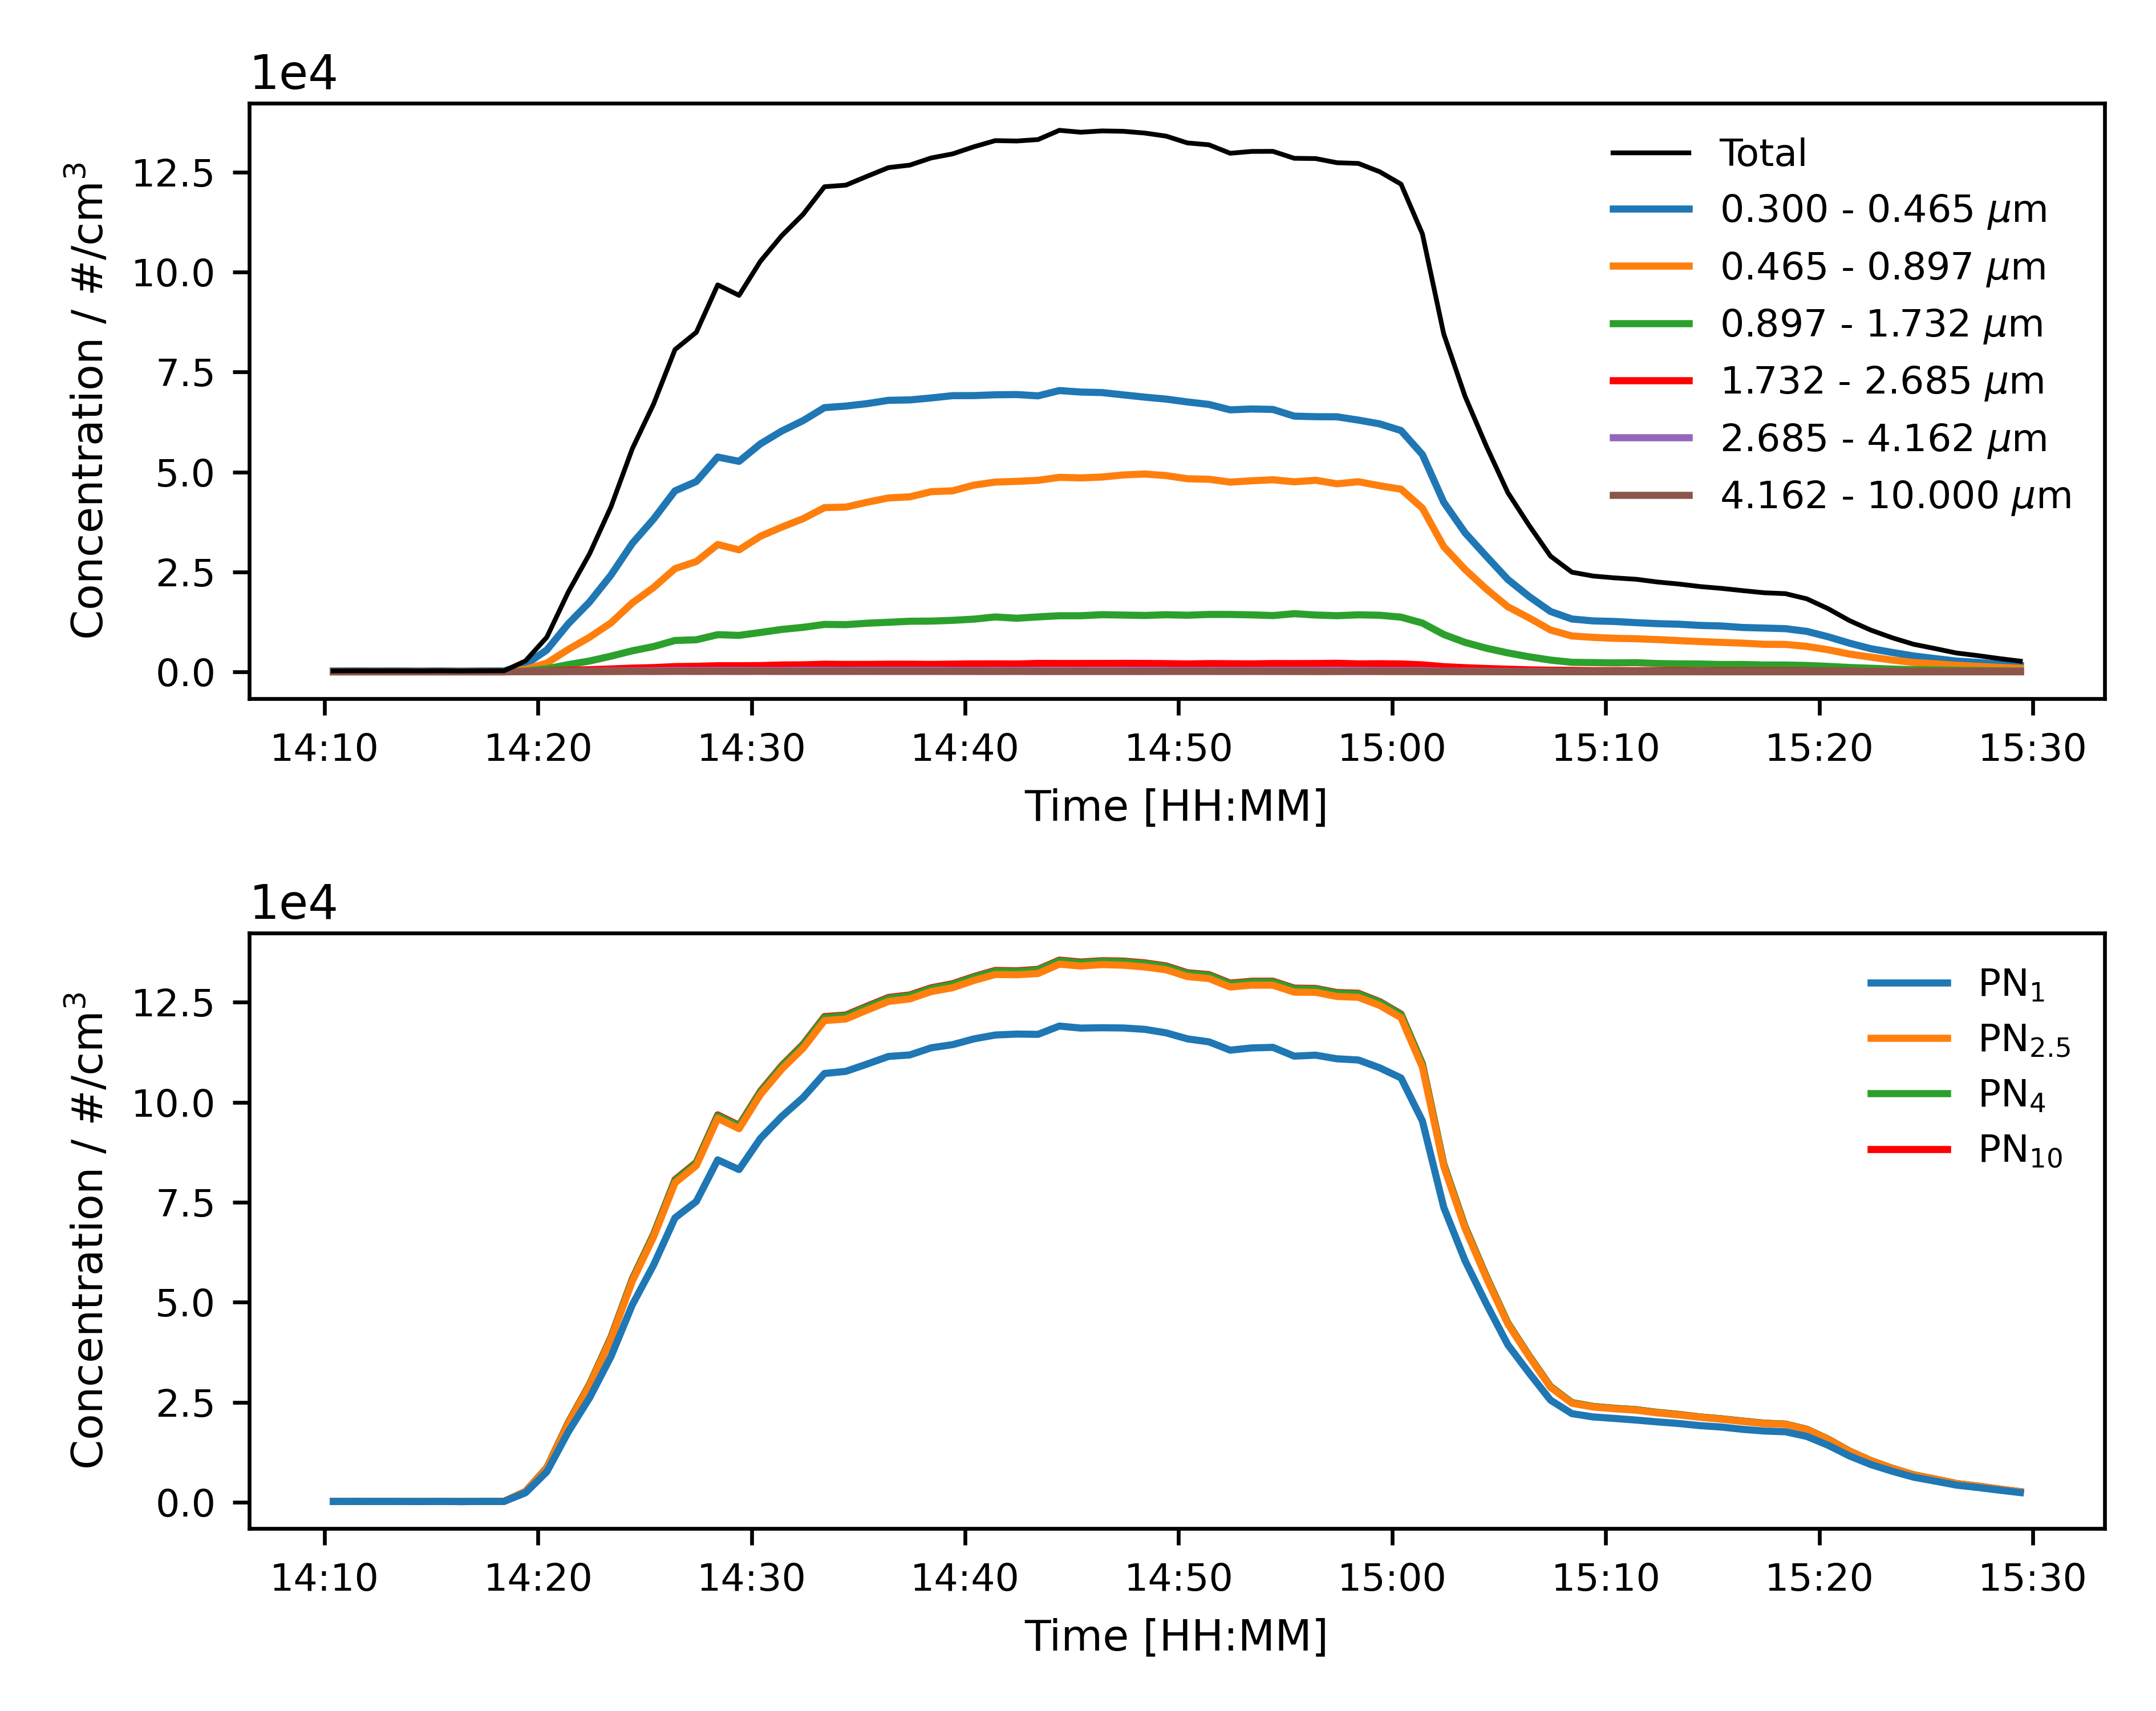 1e4
Concentration / #/cm³
12.5
10.0
7.5
5.0
2.5
0.0
Total
0.300 - 0.465 μm
0.465 - 0.897 μm
0.897 - 1.732 μm
1.732 - 2.685 μm
2.685 - 4.162 μm
4.162 - 10.000 μm
14:10 14:20 14:30 14:40 14:50 15:00 15:10 15:20 15:30
Time [HH:MM]
1e4
Concentration / #/cm³
12.5
10.0
7.5
5.0
2.5
0.0
PN₁
PN₂.₅
PN₄
PN₁₀
14:10 14:20 14:30 14:40 14:50 15:00 15:10 15:20 15:30
Time [HH:MM]